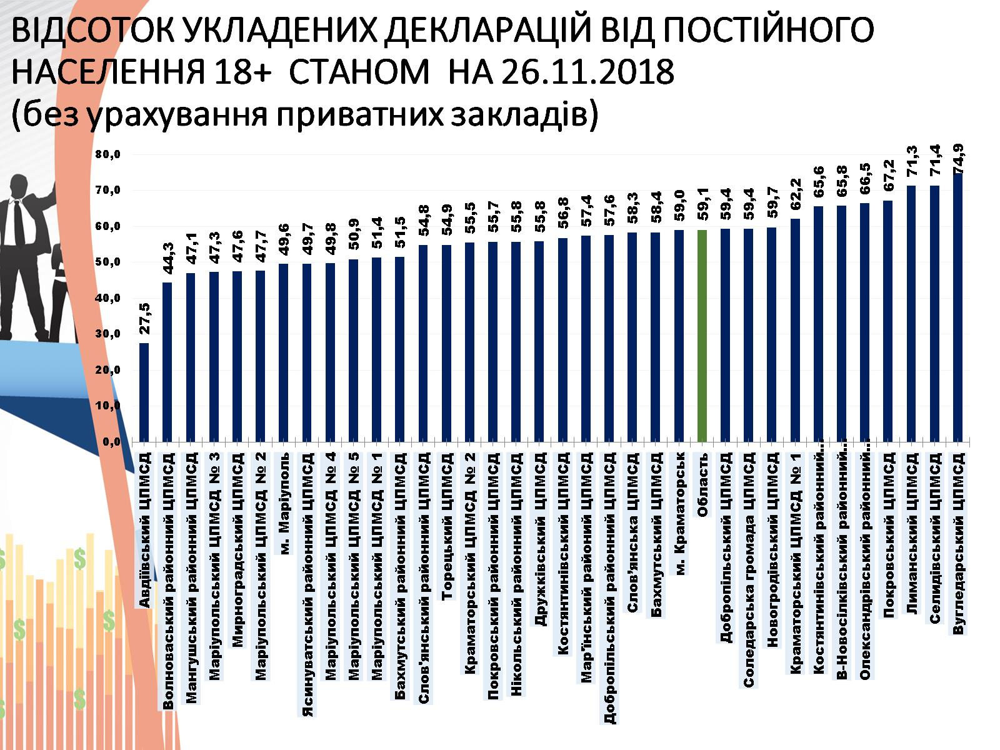 ВІДСОТОК УКЛАДЕНИХ ДЕКЛАРАЦІЙ ВІД ПОСТІЙНОГО
НАСЕЛЕННЯ 18+ СТАНОМ НА 26.11.2018
(без урахування приватних закладів)
80,0
70,0
60,0
50,0
40,0
30,0
20,0
10,0
0,0
27,5
44,3
47,1
47,3
47,6
47,7
49,6
49,7
49,8
50,9
51,4
51,5
54,8
54,9
55,5
55,7
55,8
55,8
56,8
57,4
57,6
58,3
58,4
59,0
59,1
59,4
59,4
59,7
62,2
65,6
65,8
66,5
67,2
71,3
71,4
74,9
Авдіївський ЦПМСД
Волноваський районний ЦПМСД
Мангушський районний ЦПМСД
Маріупольський ЦПМСД № 3
Мирноградський ЦПМСД
Маріупольський ЦПМСД № 2
м. Маріуполь
Ясинуватський районний ЦПМСД
Маріупольський ЦПМСД № 4
Маріупольський ЦПМСД № 5
Маріупольський ЦПМСД № 1
Бахмутський районний ЦПМСД
Слов'янський районний ЦПМСД
Торецький ЦПМСД
Краматорський ЦПМСД № 2
Покровський районний ЦПМСД
Нікольський районний ЦПМСД
Дружківський ЦПМСД
Костянтинівський ЦПМСД
Мар'їнський районий ЦПМСД
Добропільський районний ЦПМСД
Слов'янська ЦПМСД
Бахмутський ЦПМСД
м. Краматорськ
Область
Добропільський ЦПМСД
Соледарська громада ЦПМСД
Новогродівський ЦПМСД
Краматорський ЦПМСД № 1
Костянтинівський районний...
В-Новосілківський районний...
Олександрівський районний...
Покровський ЦПМСД
Лиманський ЦПМСД
Селидівський ЦПМСД
Вугледарський ЦПМСД
$
$
$
$
$
$
$